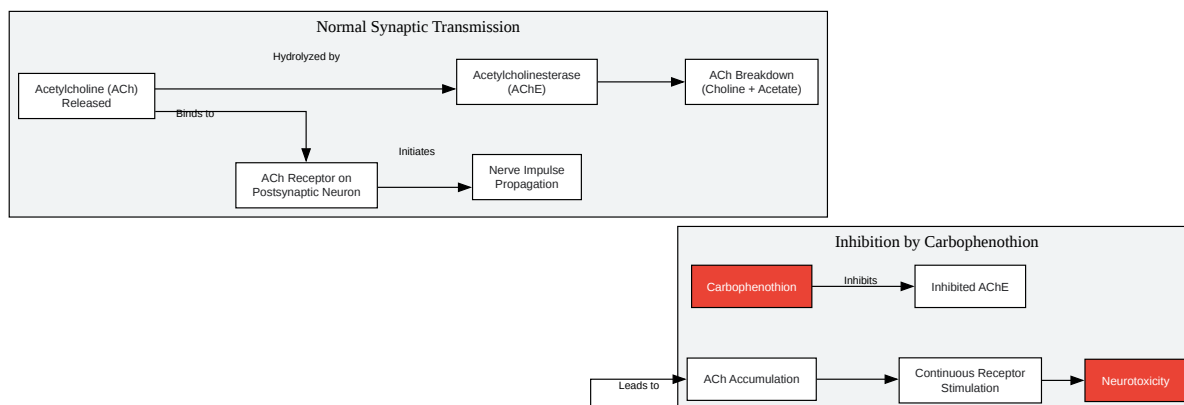 Normal Synaptic Transmission
Hydrolyzed by
Acetylcholine (ACh)
Released
Acetylcholinesterase
(AChE)
ACh Breakdown
(Choline + Acetate)
Binds to
ACh Receptor on
Postsynaptic Neuron
Initiates
Nerve Impulse
Propagation
Inhibition by Carbophenothion
Carbophenothion
Inhibits
Inhibited AChE
Leads to
ACh Accumulation
Continuous Receptor
Stimulation
Neurotoxicity